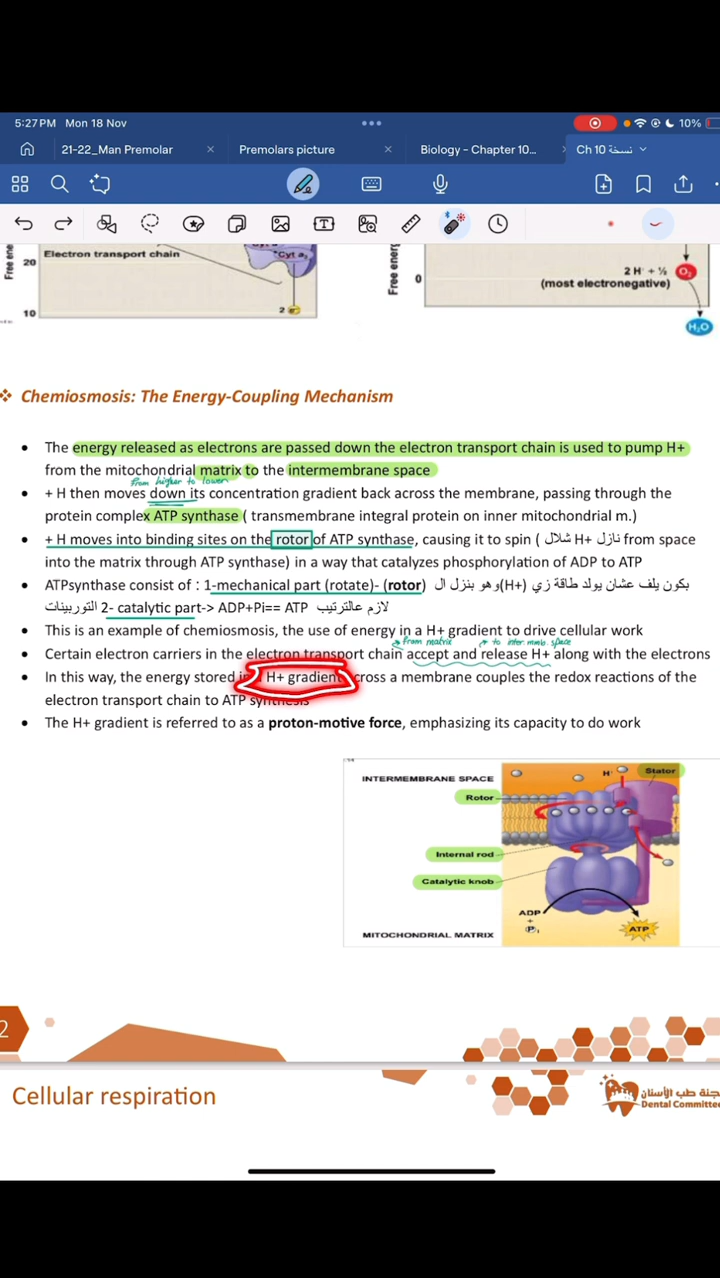 5:27 PM Mon 18 Nov
10%
21-22_Man Premolar
Premolars picture
Biology - Chapter 10...
Ch 10 نسخة
Free ene
20
Electron transport chain
Cyt a₃
10
2 e
Free energ
0
2 H⁺ + ½ O₂
(most electronegative)
H₂O
Chemiosmosis: The Energy-Coupling Mechanism
• The energy released as electrons are passed down the electron transport chain is used to pump H+
from the mitochondrial matrix to the intermembrane space
from higher to lower
• + H then moves down its concentration gradient back across the membrane, passing through the
protein complex ATP synthase ( transmembrane integral protein on inner mitochondrial m.)
• + H moves into binding sites on the rotor of ATP synthase, causing it to spin ( شلال H+ نازل from space
into the matrix through ATP synthase) in a way that catalyzes phosphorylation of ADP to ATP
• ATPsynthase consist of : 1-mechanical part (rotate)- (rotor) بكون يلف عشان يولد طاقة زي (H+)وهو بنزل ال
التوربينات 2- catalytic part-> ADP+Pi== ATP لازم عالترتيب
• This is an example of chemiosmosis, the use of energy in a H+ gradient to drive cellular work
from matrix to inter memb. space
• Certain electron carriers in the electron transport chain accept and release H+ along with the electrons
• In this way, the energy stored in H+ gradient cross a membrane couples the redox reactions of the
electron transport chain to ATP synthesis
• The H+ gradient is referred to as a proton-motive force, emphasizing its capacity to do work
INTERMEMBRANE SPACE
H⁺
Stator
Rotor
Internal rod
Catalytic knob
ADP
+
P i
ATP
MITOCHONDRIAL MATRIX
2
Cellular respiration
لجنة طب الأسنان
Dental Committee